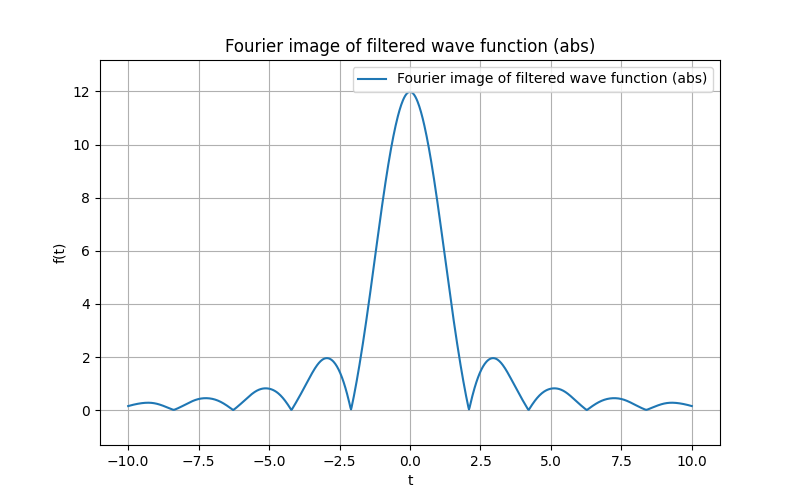 Fourier image of filtered wave function (abs)
Fourier image of filtered wave function (abs)
12
10
8
6
4
2
0
f(t)
−10.0 −7.5 −5.0 −2.5 0.0 2.5 5.0 7.5 10.0
t